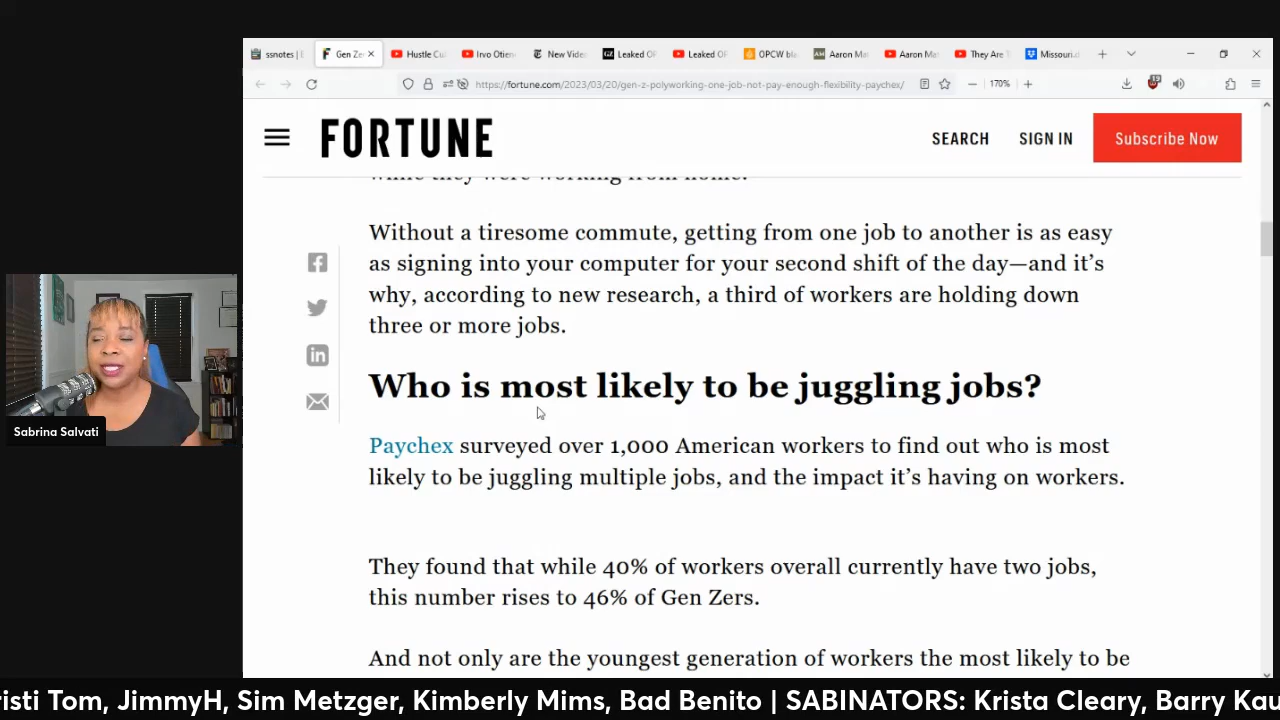 ssnotes | E
Gen Ze
Hustle Cul
Irvo Otien
New Vide
Leaked OP
Leaked OP
OPCW bla
Aaron Mat
Aaron Mat
They Are T
Missouri.d
https://fortune.com/2023/03/20/gen-z-polyworking-one-job-not-pay-enough-flexibility-paychex/
170%
FORTUNE
SEARCH
SIGN IN
Subscribe Now
while they were working from home.
Without a tiresome commute, getting from one job to another is as easy
as signing into your computer for your second shift of the day—and it's
why, according to new research, a third of workers are holding down
three or more jobs.
Who is most likely to be juggling jobs?
Paychex surveyed over 1,000 American workers to find out who is most
likely to be juggling multiple jobs, and the impact it's having on workers.
They found that while 40% of workers overall currently have two jobs,
this number rises to 46% of Gen Zers.
And not only are the youngest generation of workers the most likely to be
Sabrina Salvati
risti Tom, JimmyH, Sim Metzger, Kimberly Mims, Bad Benito | SABINATORS: Krista Cleary, Barry Kau